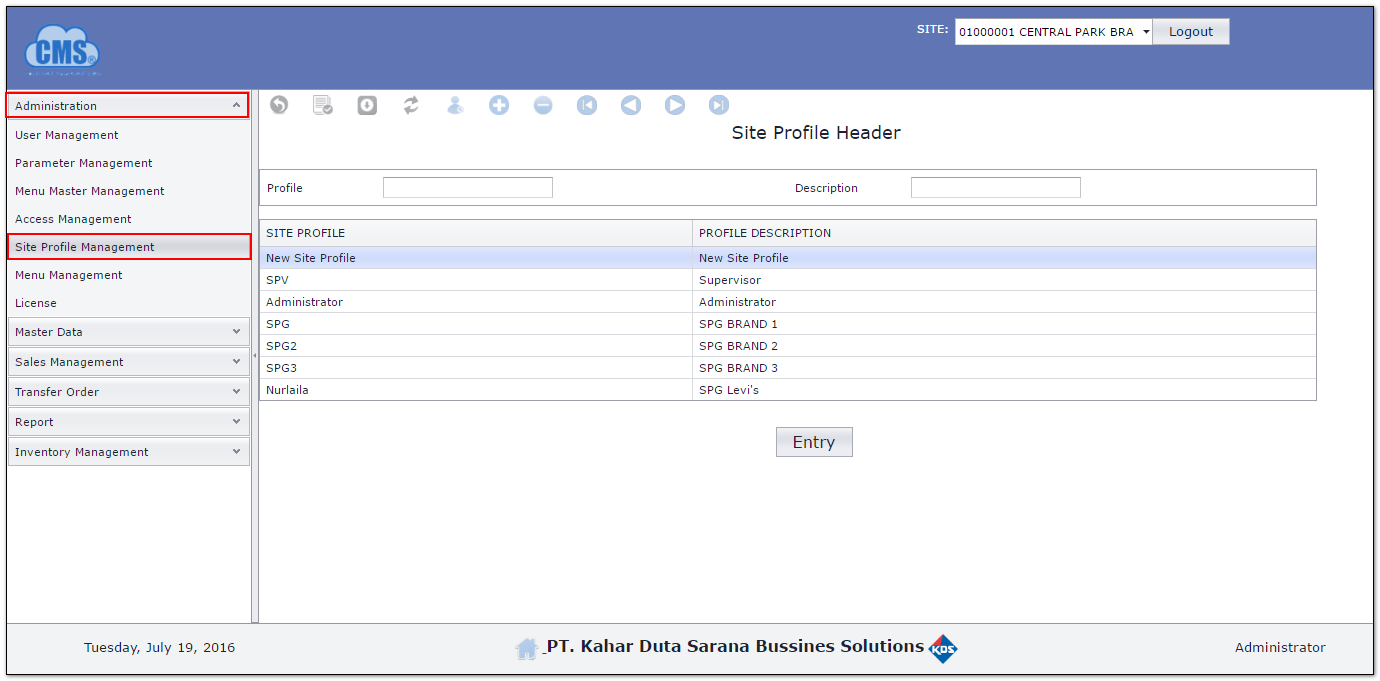 CMS
SITE: 01000001 CENTRAL PARK BRA Logout
Administration
User Management
Parameter Management
Menu Master Management
Access Management
Site Profile Management
Menu Management
License
Master Data
Sales Management
Transfer Order
Report
Inventory Management
Site Profile Header
Profile Description
SITE PROFILE PROFILE DESCRIPTION
New Site Profile New Site Profile
SPV Supervisor
Administrator Administrator
SPG SPG BRAND 1
SPG2 SPG BRAND 2
SPG3 SPG BRAND 3
Nurlaila SPG Levi's
Entry
Tuesday, July 19, 2016 PT. Kahar Duta Sarana Bussines Solutions KDS Administrator